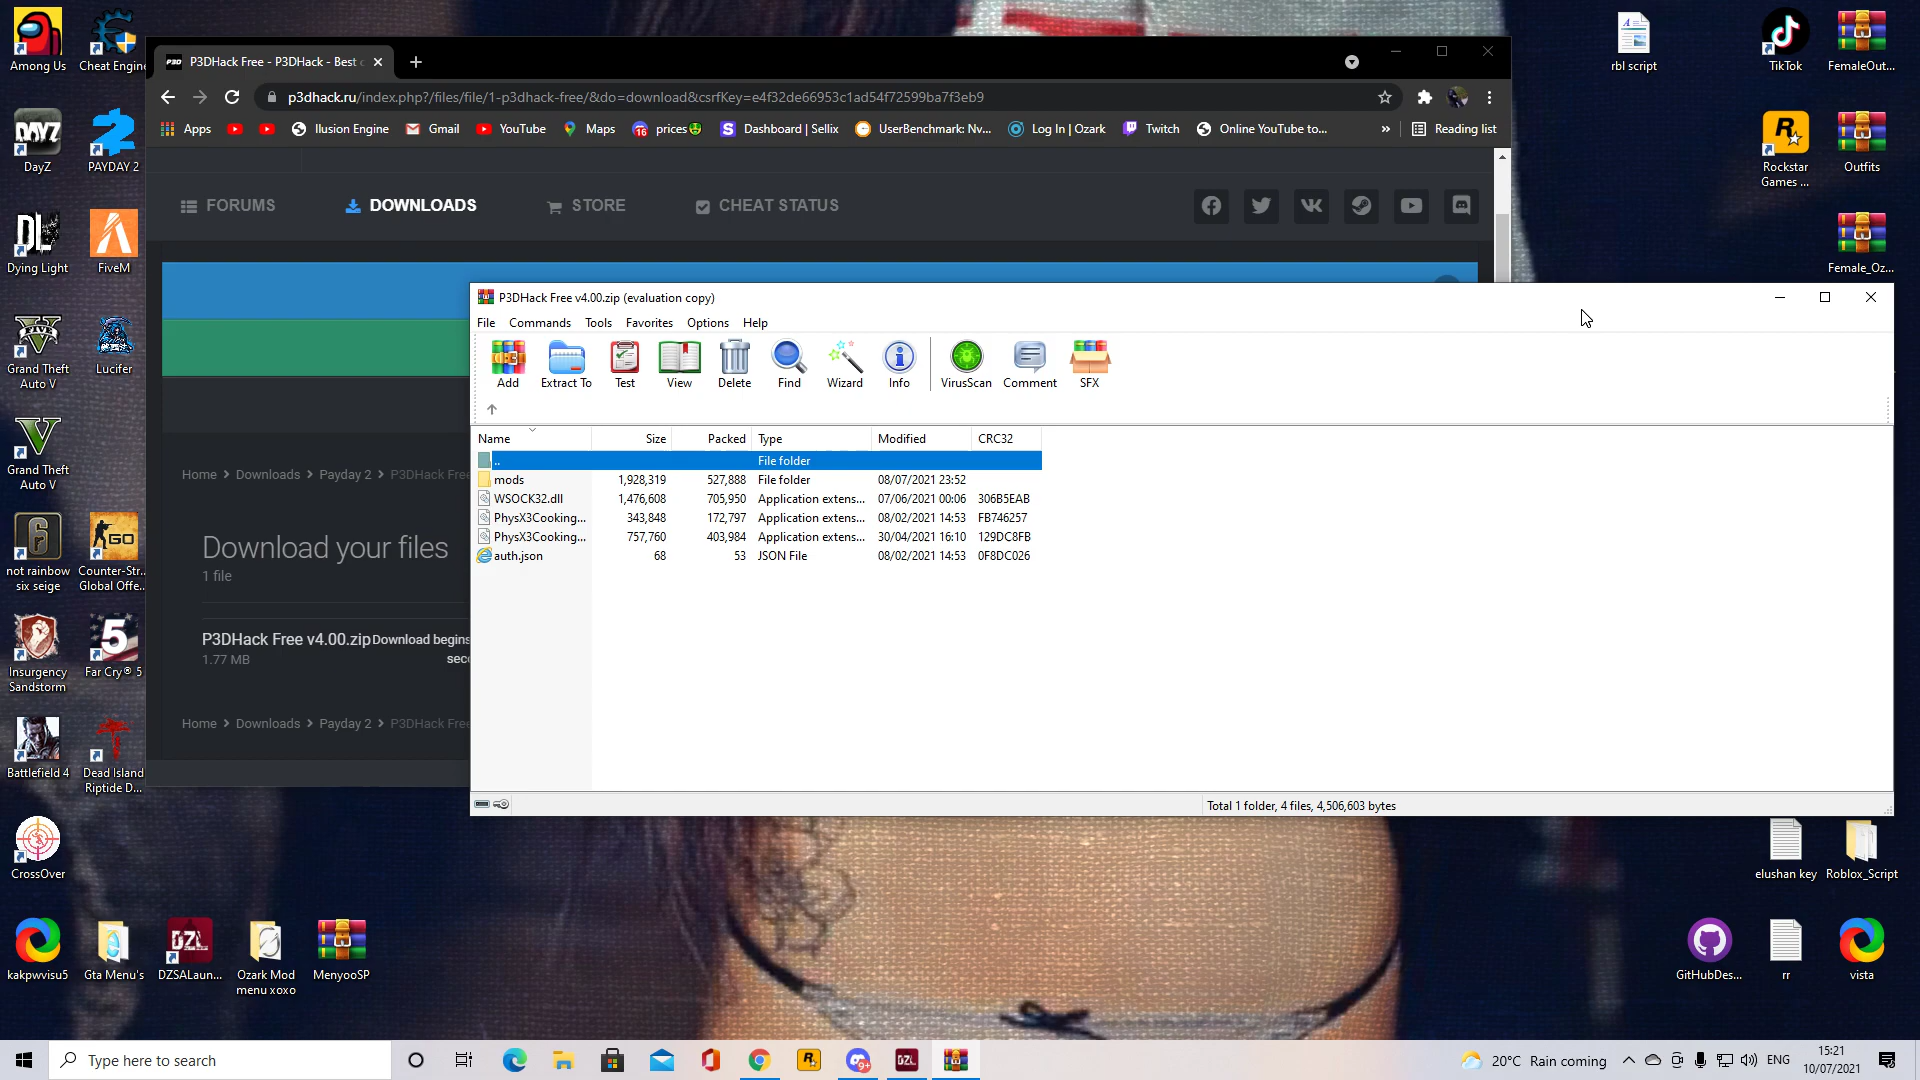 Among Us
Cheat Engine
DayZ
PAYDAY 2
Dying Light
FiveM
Grand Theft
Auto V
Lucifer
Grand Theft
Auto V
not rainbow
six seige
Counter-Str...
Global Offe...
Insurgency
Sandstorm
Far Cry® 5
Battlefield 4
Dead Island
Riptide D...
CrossOver
kakpwvisu5
Gta Menu's
DZSALaun...
Ozark Mod
menu xoxo
MenyooSP
P3DHack Free - P3DHack - Best
p3dhack.ru/index.php?/files/file/1-p3dhack-free/&do=download&csrfKey=e4f32de66953c1ad54f72599ba7f3eb9
Apps
Ilusion Engine
Gmail
YouTube
Maps
prices
Dashboard | Sellix
UserBenchmark: Nv...
Log In | Ozark
Twitch
Online YouTube to...
»
Reading list
FORUMS
DOWNLOADS
STORE
CHEAT STATUS
Home > Downloads > Payday 2 > P3DHack Free
Download your files
1 file
P3DHack Free v4.00.zip Download begins
1.77 MB
Home > Downloads > Payday 2 > P3DHack Free
P3DHack Free v4.00.zip (evaluation copy)
File Commands Tools Favorites Options Help
Add Extract To Test View Delete Find Wizard Info VirusScan Comment SFX
Name Size Packed Type Modified CRC32
.. File folder
mods 1,928,319 527,888 File folder 08/07/2021 23:52
WSOCK32.dll 1,476,608 705,950 Application extens... 07/06/2021 00:06 306B5EAB
PhysX3Cooking... 343,848 172,797 Application extens... 08/02/2021 14:53 FB746257
PhysX3Cooking... 757,760 403,984 Application extens... 30/04/2021 16:10 129DC8FB
auth.json 68 53 JSON File 08/02/2021 14:53 0F8DC026
Total 1 folder, 4 files, 4,506,603 bytes
rbl script
TikTok
FemaleOut...
Rockstar
Games ...
Outfits
Female_Oz...
elushan key
Roblox_Script
GitHubDes...
rr
vista
Type here to search
20°C Rain coming
ENG
15:21
10/07/2021